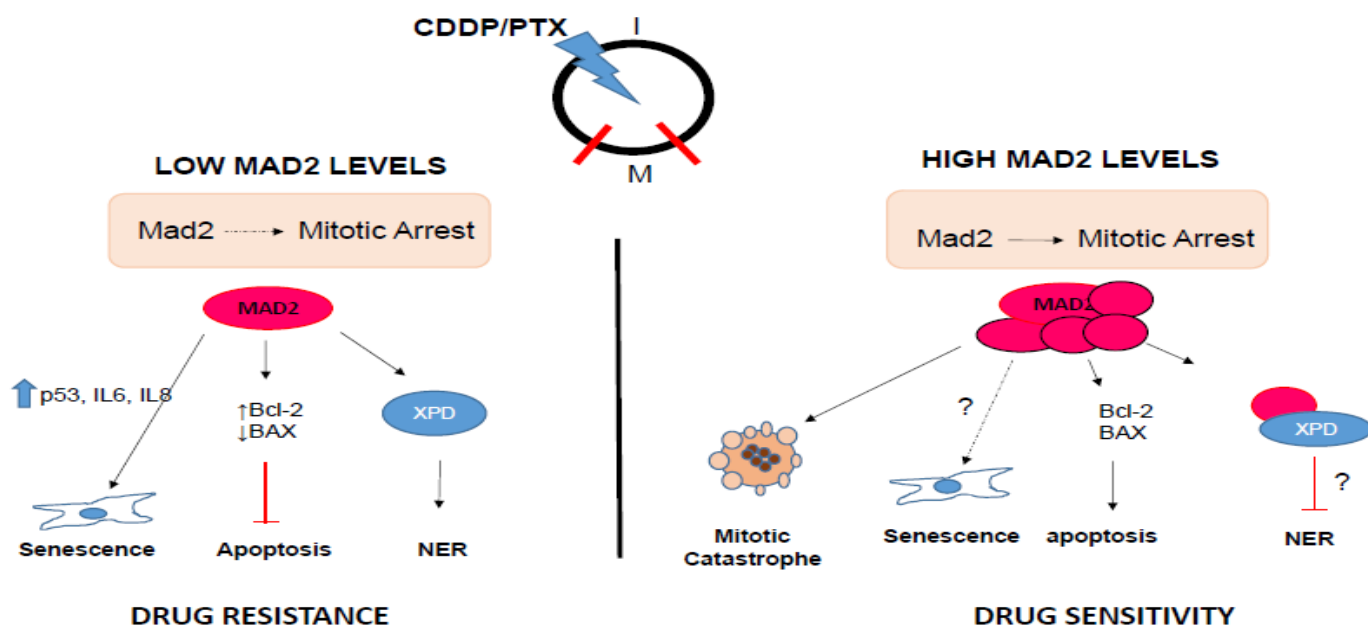 CDDP/PTX
I
M
LOW MAD2 LEVELS
Mad2 Mitotic Arrest
MAD2
p53, IL6, IL8
↑Bcl-2
↓BAX
XPD
Senescence
Apoptosis
NER
DRUG RESISTANCE
HIGH MAD2 LEVELS
Mad2 Mitotic Arrest
MAD2
?
Bcl-2
BAX
XPD
?
Mitotic
Catastrophe
Senescence
apoptosis
NER
DRUG SENSITIVITY